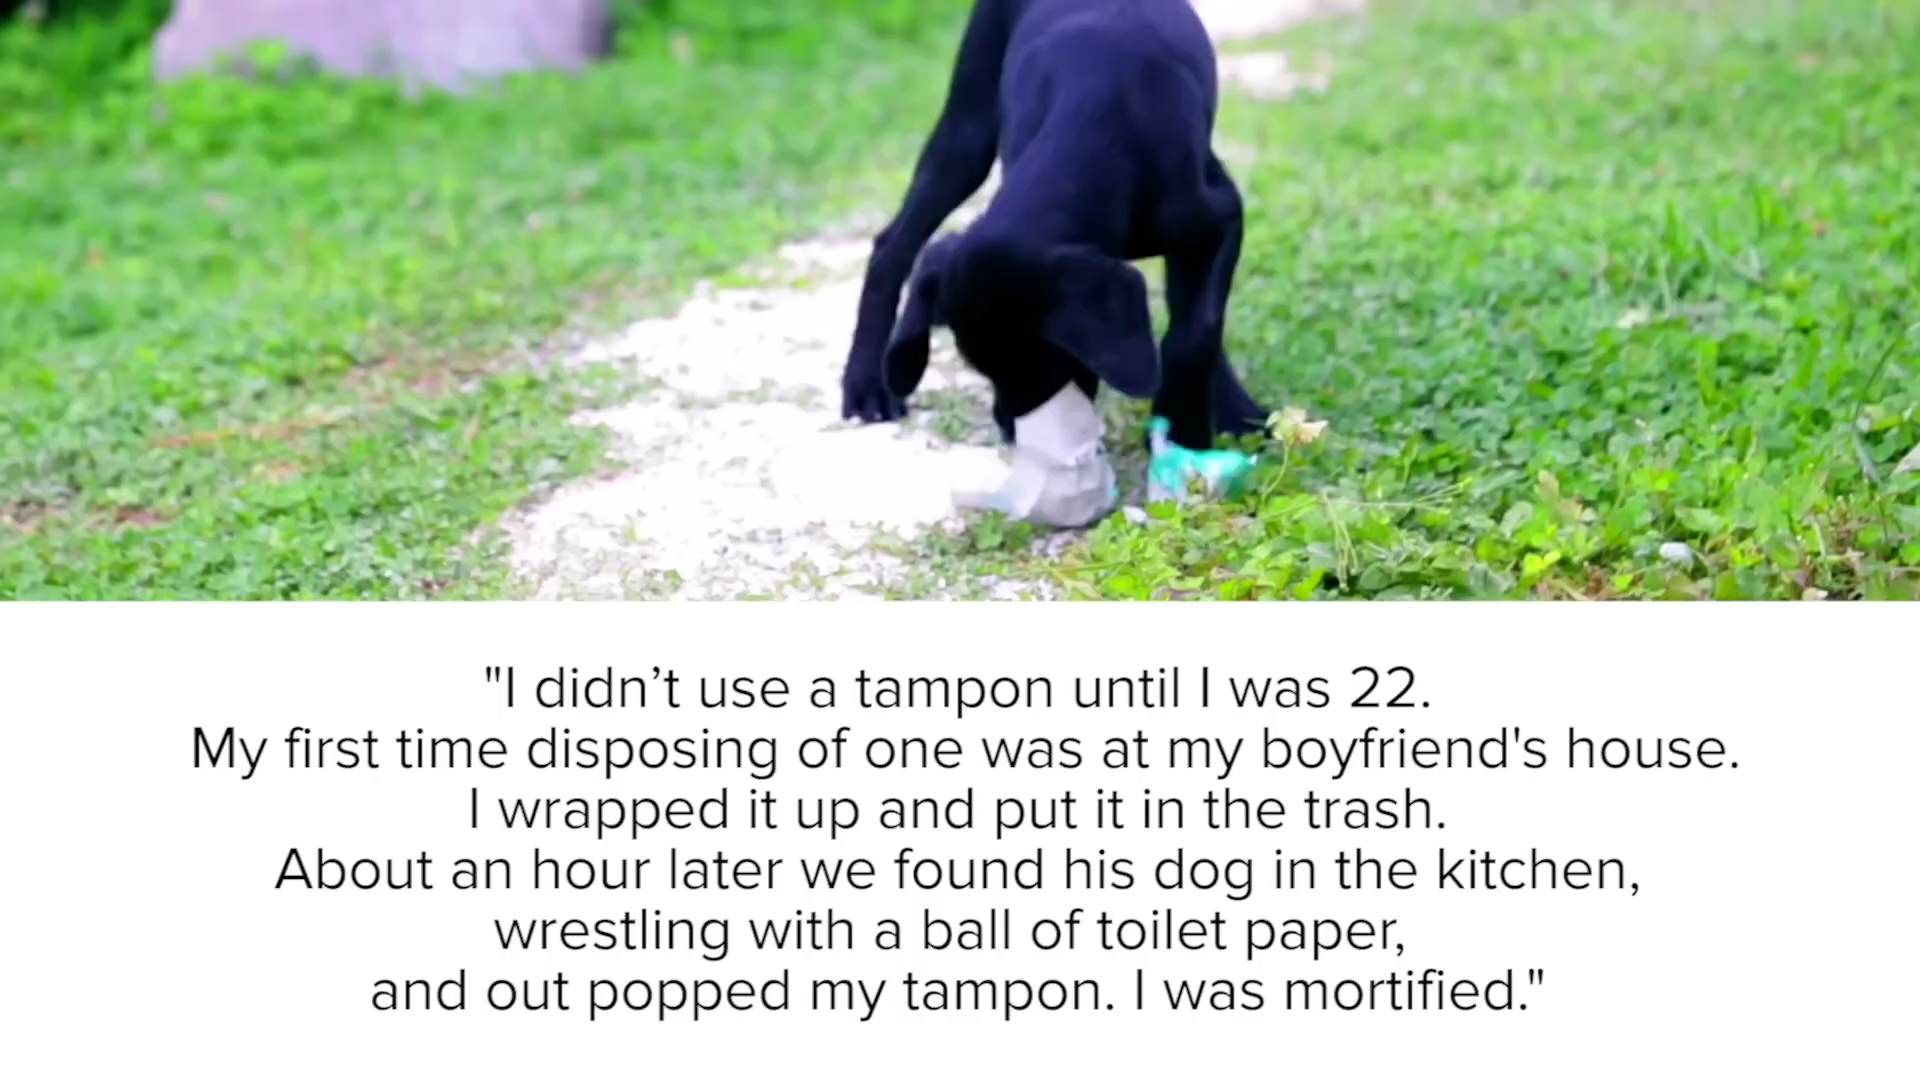 "I didn’t use a tampon until I was 22.
My first time disposing of one was at my boyfriend's house.
I wrapped it up and put it in the trash.
About an hour later we found his dog in the kitchen,
wrestling with a ball of toilet paper,
and out popped my tampon. I was mortified."